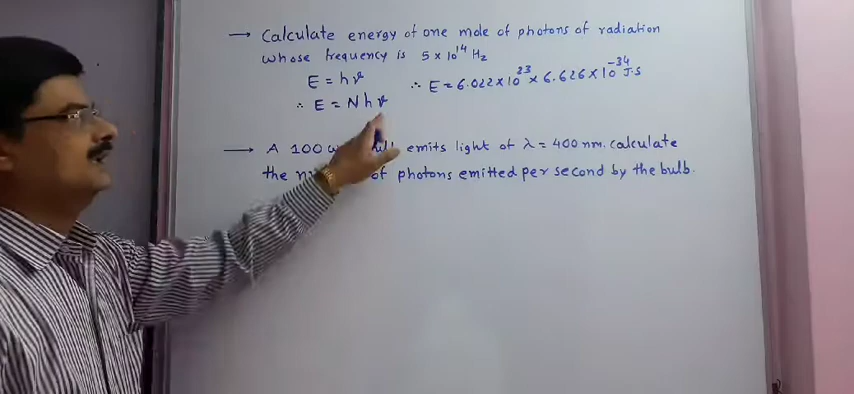 → Calculate energy of one mole of photons of radiation
whose frequency is 5 × 10¹⁴ Hz
E = hν
∴ E = Nhν ∴ E = 6.022 × 10²³ × 6.626 × 10⁻³⁴ J.S
→ A 100 emits light of λ = 400 nm. calculate
the of photons emitted per second by the bulb.